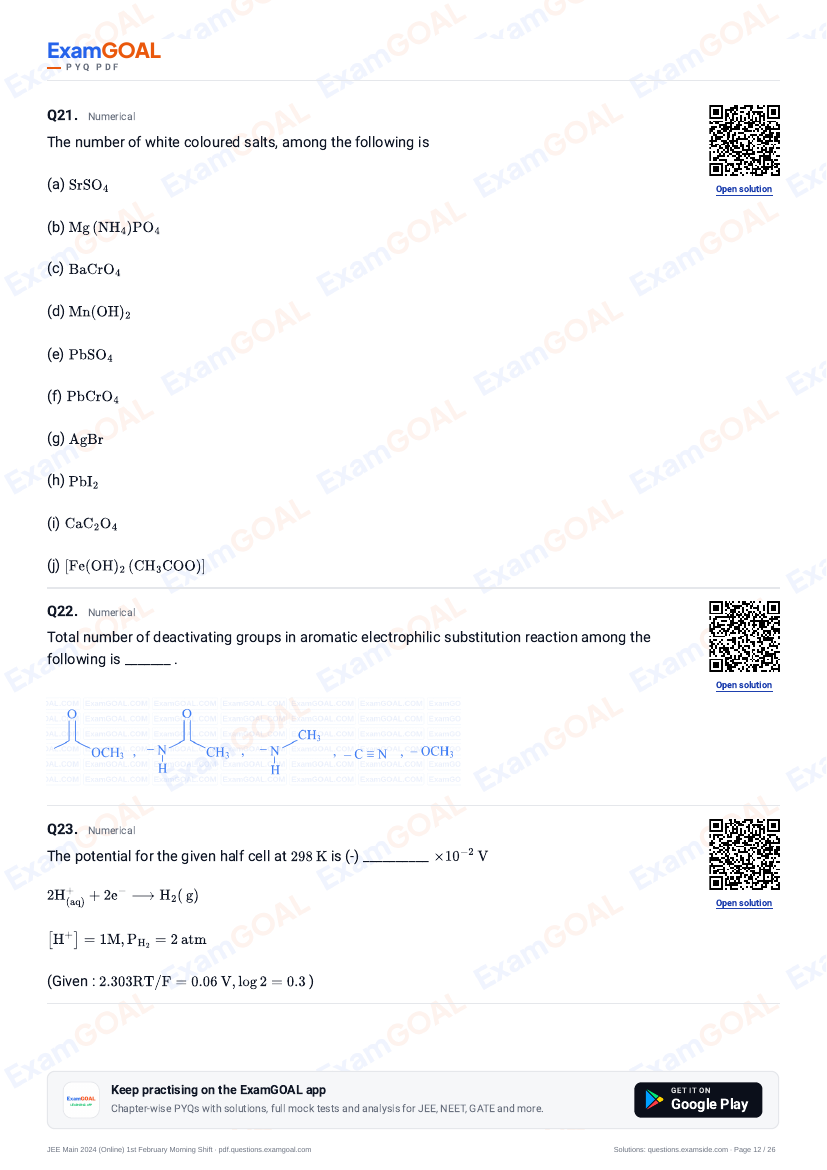 ExamGOAL
PYQ PDF
Q21. Numerical
The number of white coloured salts, among the following is
Open solution
(a) SrSO₄
(b) Mg (NH₄)PO₄
(c) BaCrO₄
(d) Mn(OH)₂
(e) PbSO₄
(f) PbCrO₄
(g) AgBr
(h) PbI₂
(i) CaC₂O₄
(j) [Fe(OH)₂ (CH₃COO)]
Q22. Numerical
Total number of deactivating groups in aromatic electrophilic substitution reaction among the
following is ______ .
Open solution
O O
CH₃
OCH₃ , −N CH₃ , −N , −C ≡ N , −OCH₃
H H
Q23. Numerical
The potential for the given half cell at 298 K is (-) __________ ×10⁻² V
2H⁺(aq) + 2e⁻ ⟶ H₂( g)
Open solution
[H⁺] = 1M, P_H₂ = 2 atm
(Given : 2.303RT/F = 0.06 V, log 2 = 0.3 )
ExamGOAL
Keep practising on the ExamGOAL app
Chapter-wise PYQs with solutions, full mock tests and analysis for JEE, NEET, GATE and more.
GET IT ON
Google Play
JEE Main 2024 (Online) 1st February Morning Shift · pdf.questions.examgoal.com
Solutions: questions.examside.com · Page 12 / 26